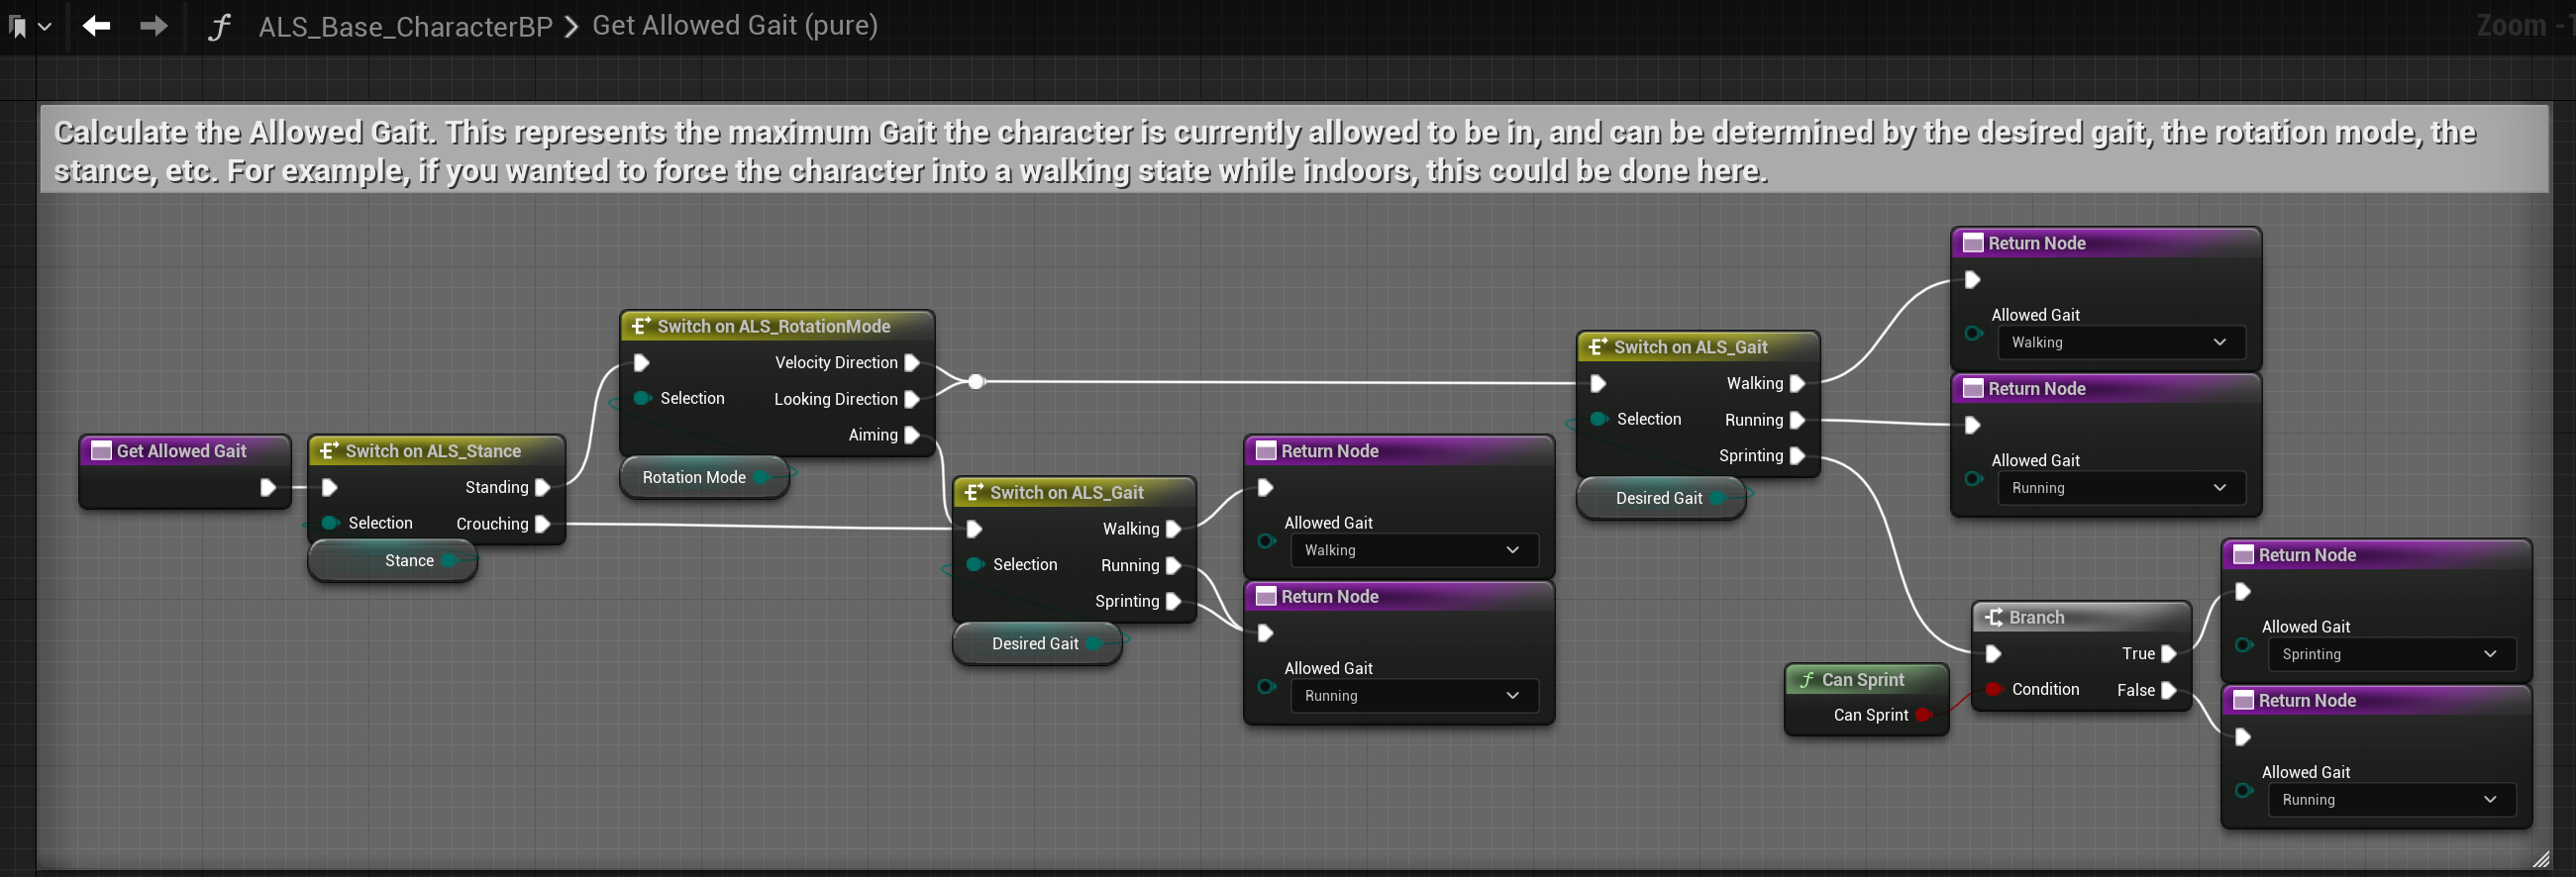 ALS_Base_CharacterBP > Get Allowed Gait (pure)
Zoom -1
Calculate the Allowed Gait. This represents the maximum Gait the character is currently allowed to be in, and can be determined by the desired gait, the rotation mode, the
stance, etc. For example, if you wanted to force the character into a walking state while indoors, this could be done here.
Get Allowed Gait
Switch on ALS_Stance
Standing
Selection
Crouching
Stance
Switch on ALS_RotationMode
Velocity Direction
Selection
Looking Direction
Aiming
Rotation Mode
Switch on ALS_Gait
Walking
Selection
Running
Sprinting
Desired Gait
Return Node
Allowed Gait
Walking
Return Node
Allowed Gait
Running
Switch on ALS_Gait
Walking
Selection
Running
Sprinting
Desired Gait
Return Node
Allowed Gait
Walking
Return Node
Allowed Gait
Running
Can Sprint
Can Sprint
Branch
True
Condition
False
Return Node
Allowed Gait
Sprinting
Return Node
Allowed Gait
Running